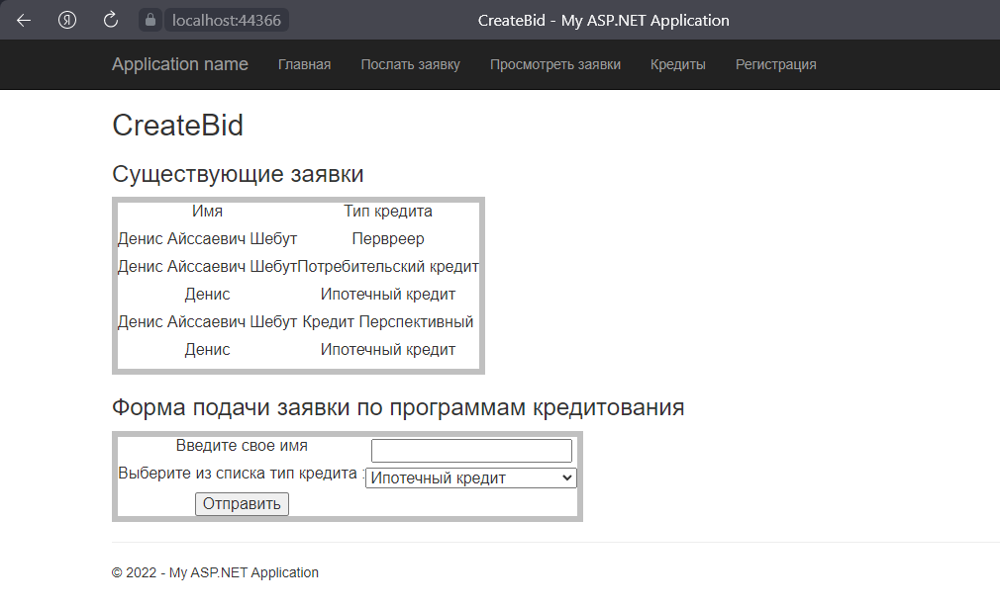 localhost:44366 CreateBid - My ASP.NET Application
Application name Главная Послать заявку Просмотреть заявки Кредиты Регистрация
CreateBid
Существующие заявки
Имя Тип кредита
Денис Айссаевич Шебут Первреер
Денис Айссаевич Шебут Потребительский кредит
Денис Ипотечный кредит
Денис Айссаевич Шебут Кредит Перспективный
Денис Ипотечный кредит
Форма подачи заявки по программам кредитования
Введите свое имя
Выберите из списка тип кредита : Ипотечный кредит
Отправить
© 2022 - My ASP.NET Application